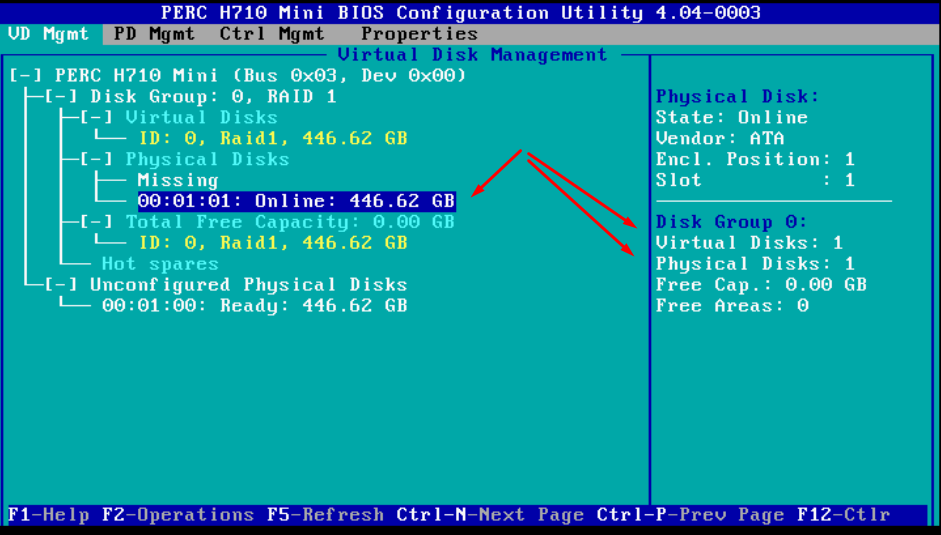 PERC H710 Mini BIOS Configuration Utility 4.04-0003
VD Mgmt PD Mgmt Ctrl Mgmt Properties
Virtual Disk Management
[-] PERC H710 Mini (Bus 0x03, Dev 0x00)
[-] Disk Group: 0, RAID 1
[-] Virtual Disks
ID: 0, Raid1, 446.62 GB
[-] Physical Disks
Missing
00:01:01: Online: 446.62 GB
[-] Total Free Capacity: 0.00 GB
ID: 0, Raid1, 446.62 GB
Hot spares
[-] Unconfigured Physical Disks
00:01:00: Ready: 446.62 GB
Physical Disk:
State: Online
Vendor: ATA
Encl. Position: 1
Slot : 1
Disk Group 0:
Virtual Disks: 1
Physical Disks: 1
Free Cap.: 0.00 GB
Free Areas: 0
F1-Help F2-Operations F5-Refresh Ctrl-N-Next Page Ctrl-P-Prev Page F12-Ctlr